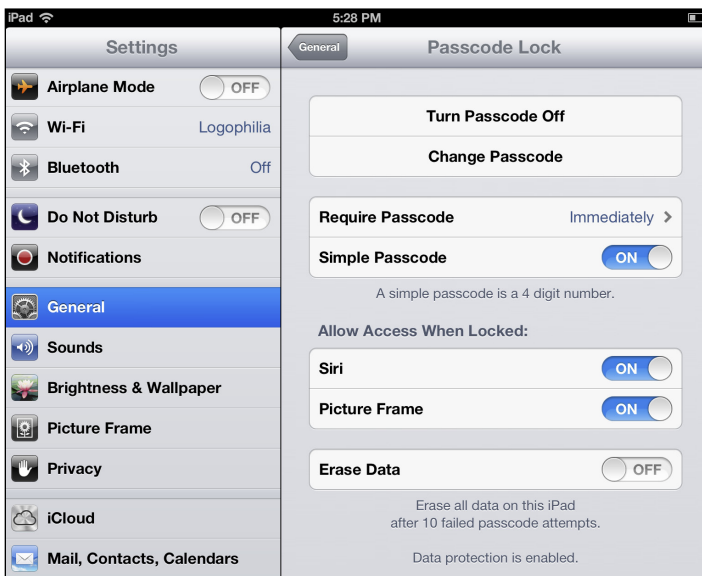 iPad 5:28 PM
Settings
Airplane Mode OFF
Wi-Fi Logophilia
Bluetooth Off
Do Not Disturb OFF
Notifications
General
Sounds
Brightness & Wallpaper
Picture Frame
Privacy
iCloud
Mail, Contacts, Calendars
General Passcode Lock
Turn Passcode Off
Change Passcode
Require Passcode Immediately
Simple Passcode ON
A simple passcode is a 4 digit number.
Allow Access When Locked:
Siri ON
Picture Frame ON
Erase Data OFF
Erase all data on this iPad
after 10 failed passcode attempts.
Data protection is enabled.